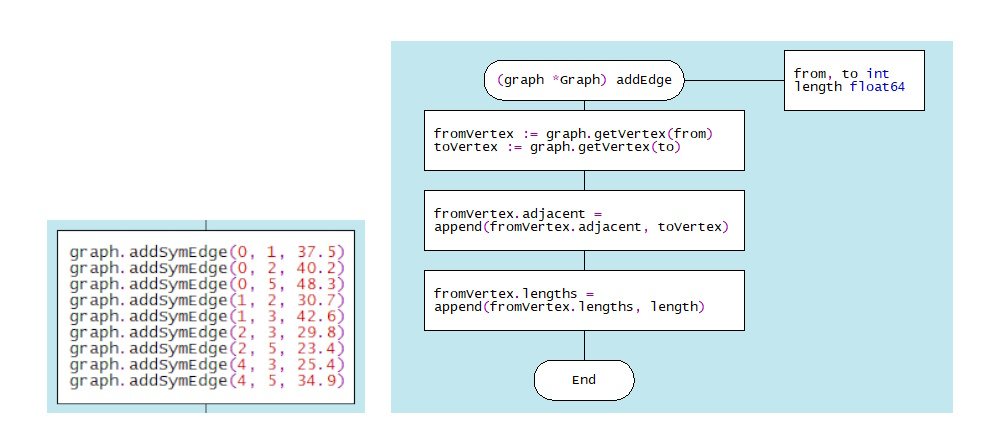 graph.addSymEdge(0, 1, 37.5)
graph.addSymEdge(0, 2, 40.2)
graph.addSymEdge(0, 5, 48.3)
graph.addSymEdge(1, 2, 30.7)
graph.addSymEdge(1, 3, 42.6)
graph.addSymEdge(2, 3, 29.8)
graph.addSymEdge(2, 5, 23.4)
graph.addSymEdge(4, 3, 25.4)
graph.addSymEdge(4, 5, 34.9)
(graph *Graph) addEdge
from, to int
length float64
fromVertex := graph.getVertex(from)
toVertex := graph.getVertex(to)
fromVertex.adjacent =
append(fromVertex.adjacent, toVertex)
fromVertex.lengths =
append(fromVertex.lengths, length)
End